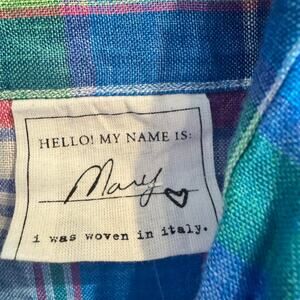 HELLO! MY NAME IS:
Mary
i was woven in italy.